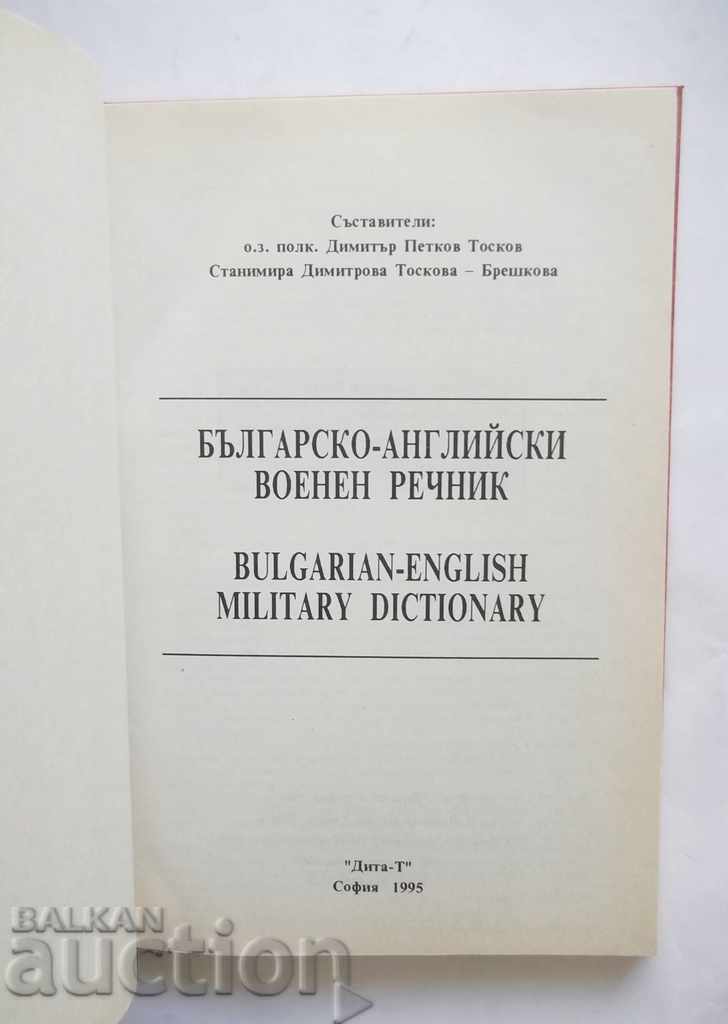 Съставители:
о.з. полк. Димитър Петков Тосков
Станимира Димитрова Тоскова – Брешкова
БЪЛГАРСКО-АНГЛИЙСКИ
ВОЕНЕН РЕЧНИК
BULGARIAN-ENGLISH
MILITARY DICTIONARY
"Дита-Т"
София 1995
BALKAN
auction